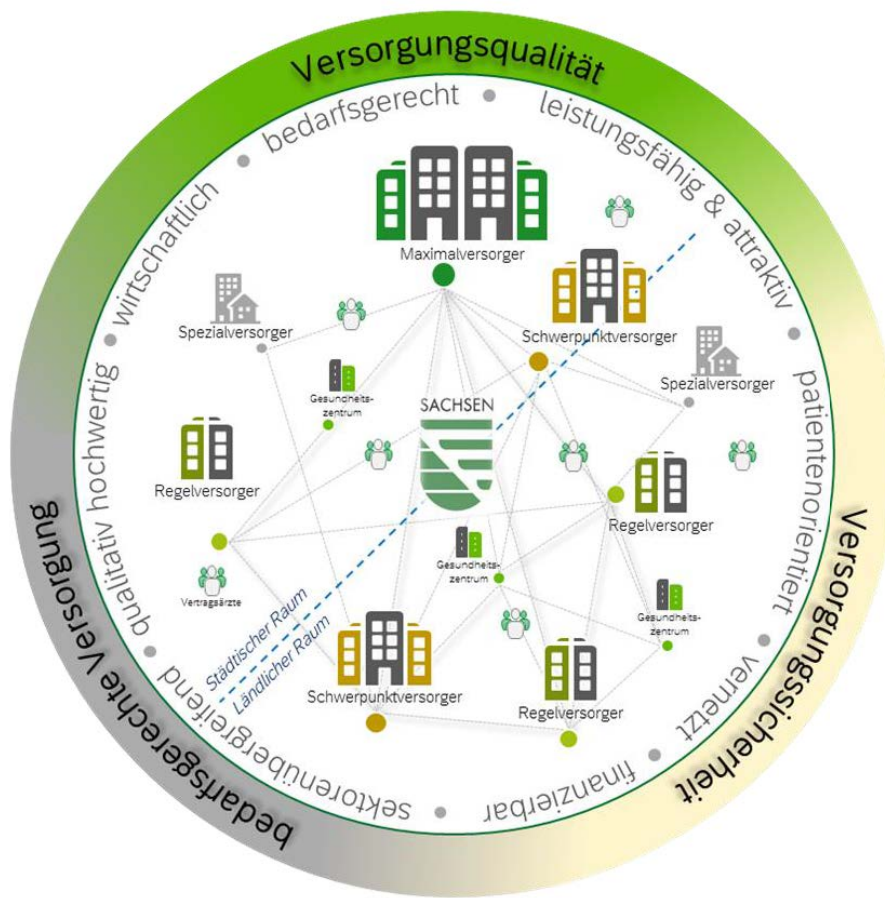 Versorgungsqualität
bedarfsgerecht
leistungsfähig & attraktiv
wirtschaftlich
Maximalversorger
Spezialversorger
Schwerpunktversorger
Spezialversorger
Gesundheits-
zentrum
SACHSEN
patientenorientiert
qualitativ hochwertig
Regelversorger
Regelversorger
Gesundheits-
zentrum
Vertragsärzte
Gesundheits-
zentrum
Städtischer Raum
Ländlicher Raum
Schwerpunktversorger
Regelversorger
vernetzt
sektorenübergreifend
finanzierbar
bedarfsgerechte Versorgung
Versorgungssicherheit